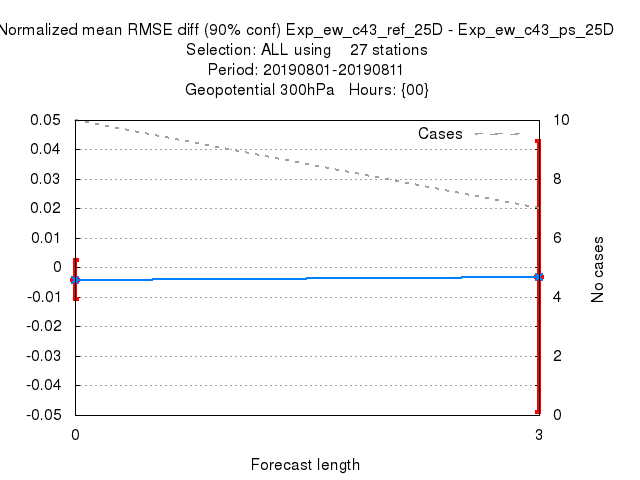 Normalized mean RMSE diff (90% conf) Exp_ew_c43_ref_25D - Exp_ew_c43_ps_25D
Selection: ALL using 27 stations
Period: 20190801-20190811
Geopotential 300hPa Hours: {00}
Cases
0.05
0.04
0.03
0.02
0.01
0
-0.01
-0.02
-0.03
-0.04
-0.05
10
8
6
4
2
0
No cases
0
3
Forecast length